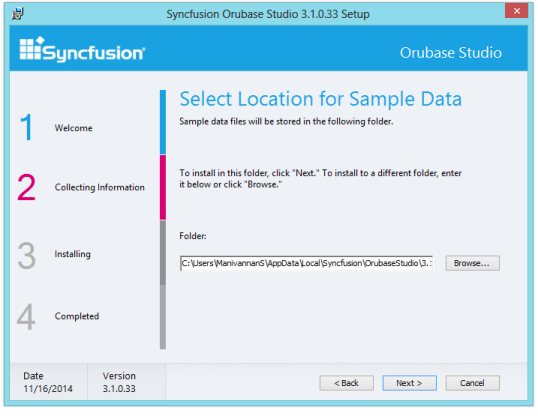 Syncfusion Orubase Studio 3.1.0.33 Setup
Syncfusion
Orubase Studio
Select Location for Sample Data
Sample data files will be stored in the following folder.
1 Welcome
To install in this folder, click "Next." To install to a different folder, enter
it below or click "Browse."
2 Collecting Information
Folder:
3 Installing
C:\Users\ManivannanS\AppData\Local\Syncfusion\OrubaseStudio\3.
Browse...
4 Completed
Date
11/16/2014
Version
3.1.0.33
< Back
Next >
Cancel